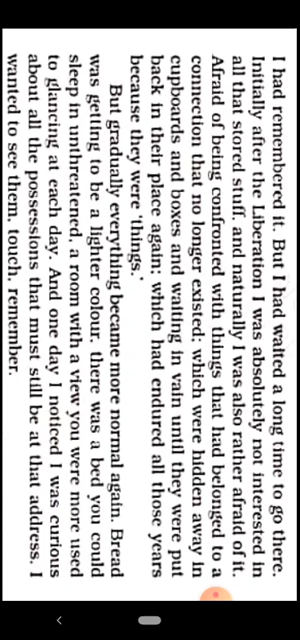 I had remembered it. But I had waited a long time to go there.
Initially after the Liberation I was absolutely not interested in
all that stored stuff, and naturally I was also rather afraid of it.
Afraid of being confronted with things that had belonged to a
connection that no longer existed; which were hidden away in
cupboards and boxes and waiting in vain until they were put
back in their place again; which had endured all those years
because they were 'things.'
But gradually everything became more normal again. Bread
was getting to be a lighter colour, there was a bed you could
sleep in unthreatened, a room with a view you were more used
to glancing at each day. And one day I noticed I was curious
about all the possessions that must still be at that address. I
wanted to see them, touch, remember.